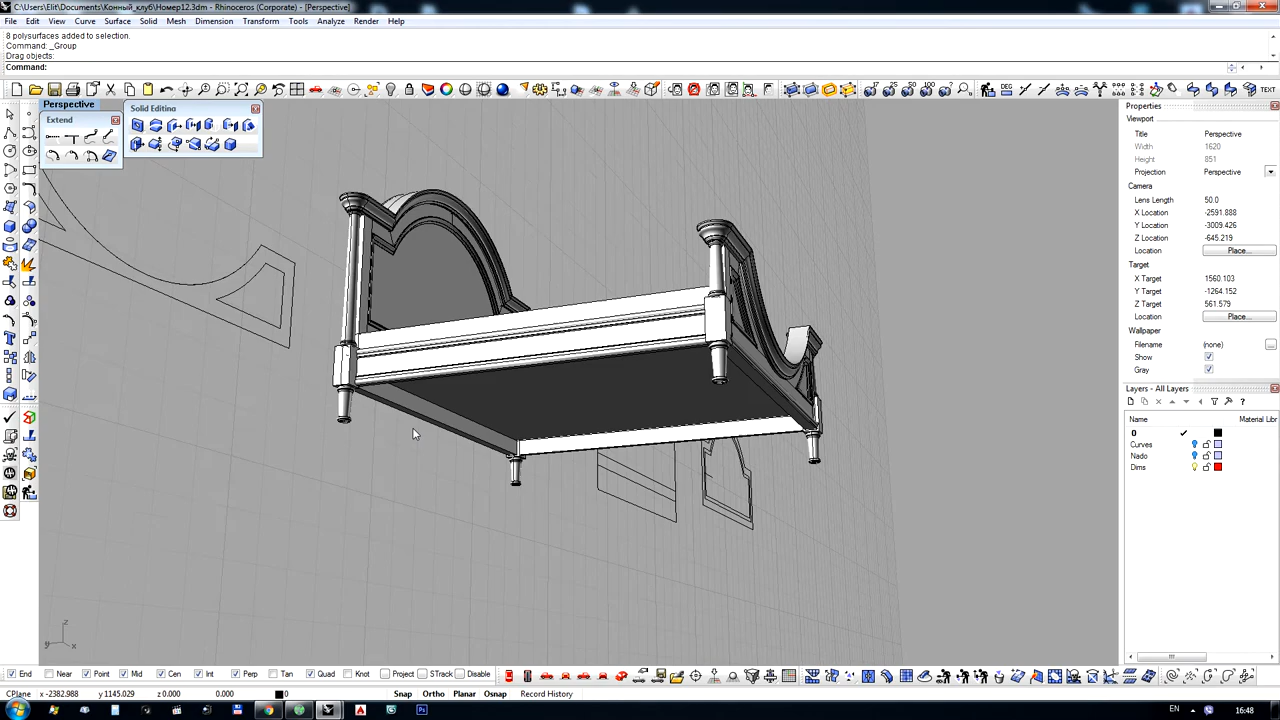 C:\Users\Elit\Documents\Конный_клуб\Номер12.3dm - Rhinoceros (Corporate) - [Perspective]
File Edit View Curve Surface Solid Mesh Dimension Transform Tools Analyze Render Help
8 polysurfaces added to selection.
Command: _Group
Drag objects:
Command:
TEXT
Perspective
Extend
Solid Editing
Properties
Viewport
Title Perspective
Width 1620
Height 851
Projection Perspective
Camera
Lens Length 50.0
X Location -2591.888
Y Location -3009.426
Z Location -645.219
Location Place...
Target
X Target 1560.103
Y Target -1264.152
Z Target 561.579
Location Place...
Wallpaper
Filename (none)
Show
Gray
Layers - All Layers
Name Material Libr
0
Curves
Nado
Dims
z
y x
End Near Point Mid Cen Int Perp Tan Quad Knot Project STrack Disable
CPlane x -2382.988 y 1145.029 z 0.000 0.000 0 Snap Ortho Planar Osnap Record History
EN 16:48